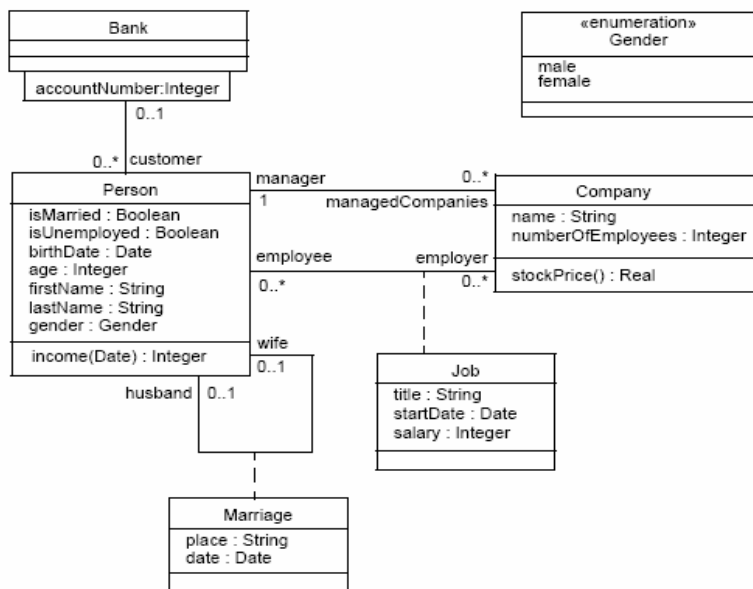 Bank
accountNumber:Integer
0..1
0..* customer
«enumeration»
Gender
male
female
Person
isMarried : Boolean
isUnemployed : Boolean
birthDate : Date
age : Integer
firstName : String
lastName : String
gender : Gender
income(Date) : Integer
manager 0..*
1 managedCompanies
employee employer
0..* 0..*
Company
name : String
numberOfEmployees : Integer
stockPrice() : Real
wife
0..1
husband 0..1
Job
title : String
startDate : Date
salary : Integer
Marriage
place : String
date : Date